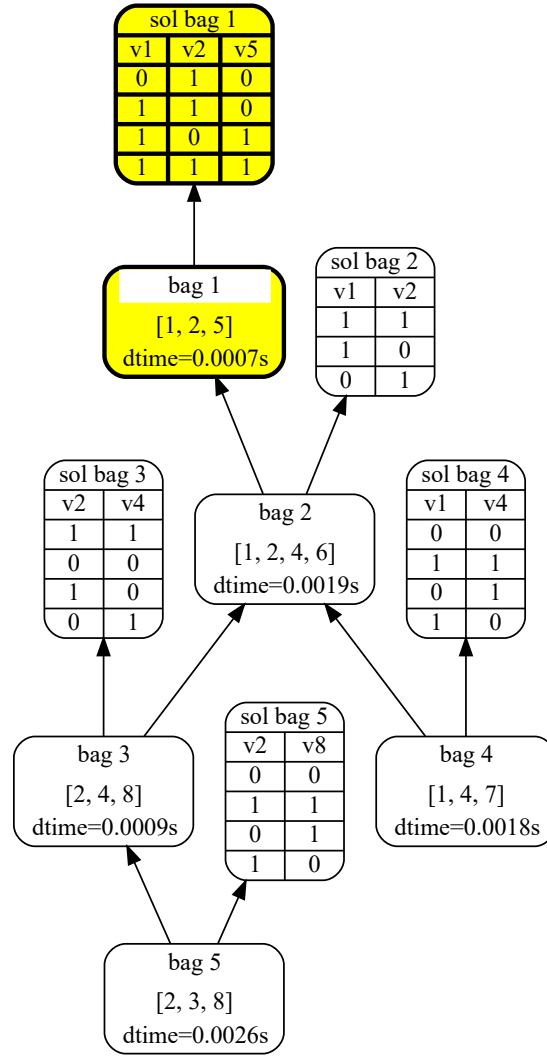 sol bag 1
v1 v2 v5
0 1 0
1 1 0
1 0 1
1 1 1
bag 1
[1, 2, 5]
dtime=0.0007s
sol bag 2
v1 v2
1 1
1 0
0 1
sol bag 3
v2 v4
1 1
0 0
1 0
0 1
bag 2
[1, 2, 4, 6]
dtime=0.0019s
sol bag 4
v1 v4
0 0
1 1
0 1
1 0
bag 3
[2, 4, 8]
dtime=0.0009s
sol bag 5
v2 v8
0 0
1 1
0 1
1 0
bag 4
[1, 4, 7]
dtime=0.0018s
bag 5
[2, 3, 8]
dtime=0.0026s